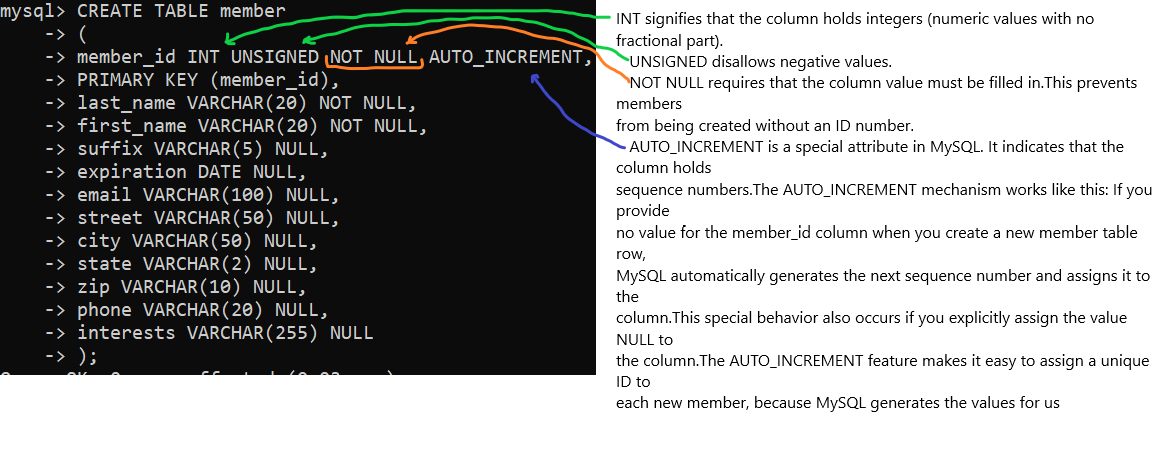 mysql> CREATE TABLE member
-> (
-> member_id INT UNSIGNED NOT NULL AUTO_INCREMENT,
-> PRIMARY KEY (member_id),
-> last_name VARCHAR(20) NOT NULL,
-> first_name VARCHAR(20) NOT NULL,
-> suffix VARCHAR(5) NULL,
-> expiration DATE NULL,
-> email VARCHAR(100) NULL,
-> street VARCHAR(50) NULL,
-> city VARCHAR(50) NULL,
-> state VARCHAR(2) NULL,
-> zip VARCHAR(10) NULL,
-> phone VARCHAR(20) NULL,
-> interests VARCHAR(255) NULL
-> );
INT signifies that the column holds integers (numeric values with no
fractional part).
UNSIGNED disallows negative values.
NOT NULL requires that the column value must be filled in.This prevents
members
from being created without an ID number.
AUTO_INCREMENT is a special attribute in MySQL. It indicates that the
column holds
sequence numbers.The AUTO_INCREMENT mechanism works like this: If you
provide
no value for the member_id column when you create a new member table
row,
MySQL automatically generates the next sequence number and assigns it to
the
column.This special behavior also occurs if you explicitly assign the value
NULL to
the column.The AUTO_INCREMENT feature makes it easy to assign a unique
ID to
each new member, because MySQL generates the values for us